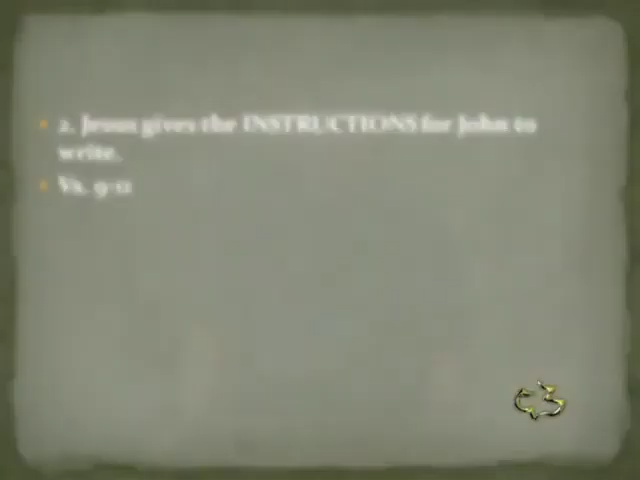 2. Jesus gives the INSTRUCTIONS for John to
write.
Vs. 9-11